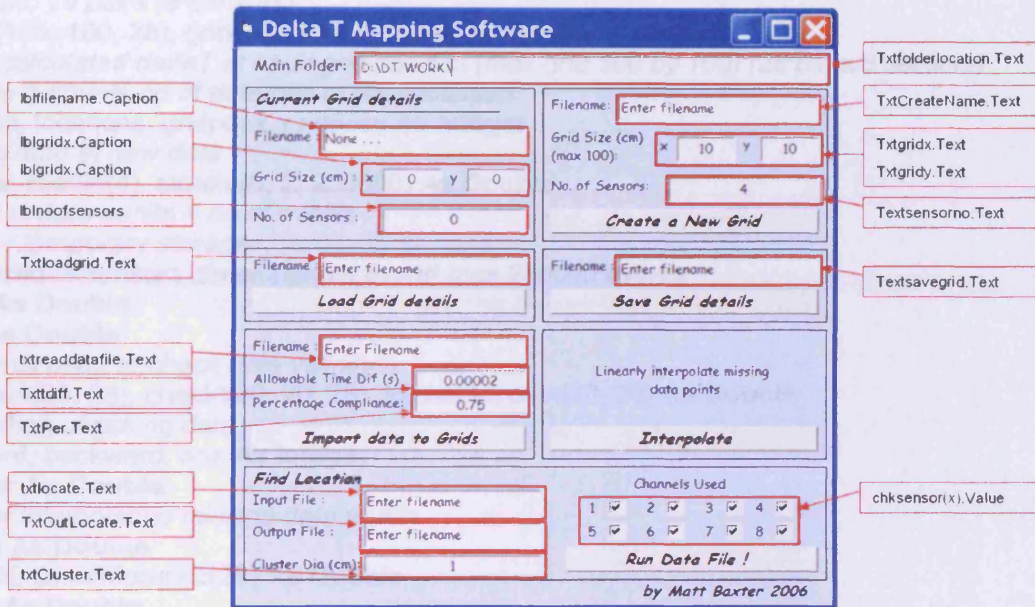 Delta T Mapping Software
Main Folder: D:\DT WORK\
Txtfolderlocation.Text
lblfilename.Caption
lblgridx.Caption
lblgridx.Caption
lblnoofsensors
Txtloadgrid.Text
txtreaddatafile.Text
Txttdiff.Text
TxtPer.Text
txtlocate.Text
TxtOutLocate.Text
txtCluster.Text
Current Grid details
Filename : None ...
Grid Size (cm) x 0 y 0
No. of Sensors : 0
Filename: Enter filename
Grid Size (cm)
(max 100): x 10 y 10
No. of Sensors: 4
Create a New Grid
Filename : Enter filename
Load Grid details
Filename : Enter filename
Save Grid details
Filename : Enter Filename
Allowable Time Dif (s) 0.00002
Percentage Compliance: 0.75
Import data to Grids
Linearly interpolate missing
data points
Interpolate
Find Location
Input File : Enter filename
Output File : Enter filename
Cluster Dia (cm): 1
Channels Used
1 2 3 4
5 6 7 8
Run Data File !
by Matt Baxter 2006
TxtCreateName.Text
Txtgridx.Text
Txtgridy.Text
Textsensorno.Text
Textsavegrid.Text
chksensor(x).Value